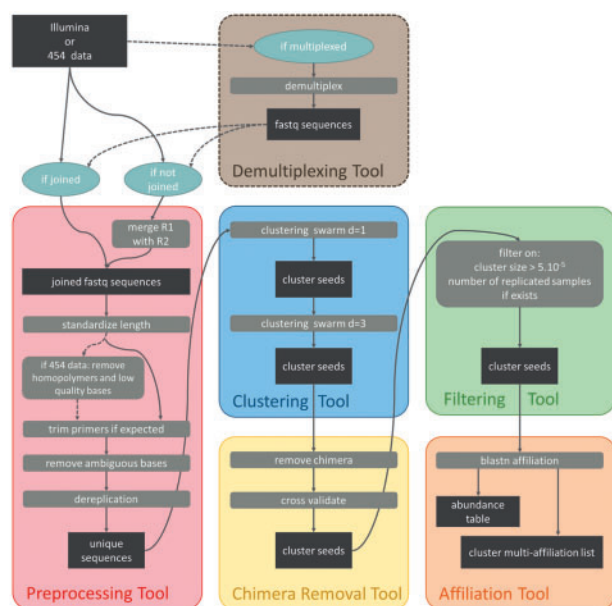 Illumina
or
454 data
if multiplexed
demultiplex
fastq sequences
Demultiplexing Tool
if joined
if not
joined
merge R1
with R2
joined fastq sequences
standardize length
if 454 data: remove
homopolymers and low
quality bases
trim primers if expected
remove ambiguous bases
dereplication
unique
sequences
Preprocessing Tool
clustering swarm d=1
cluster seeds
clustering swarm d=3
cluster seeds
Clustering Tool
remove chimera
cross validate
cluster seeds
Chimera Removal Tool
filter on:
cluster size > 5.10⁻⁵
number of replicated samples
if exists
cluster seeds
Filtering Tool
blastn affiliation
abundance
table
cluster multi-affiliation list
Affiliation Tool